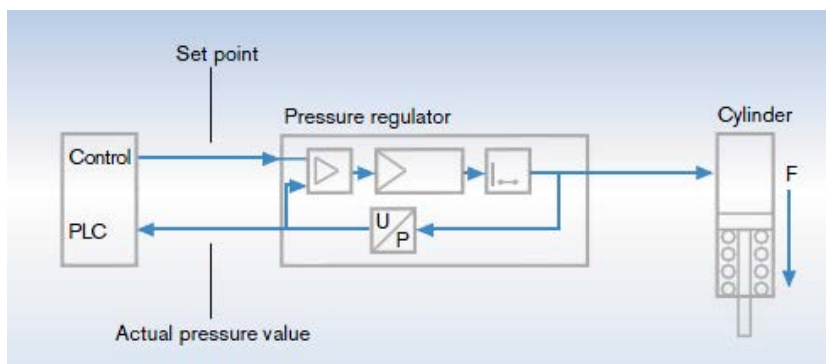 Set point
Pressure regulator
Cylinder
Control
F
PLC
U
P
Actual pressure value